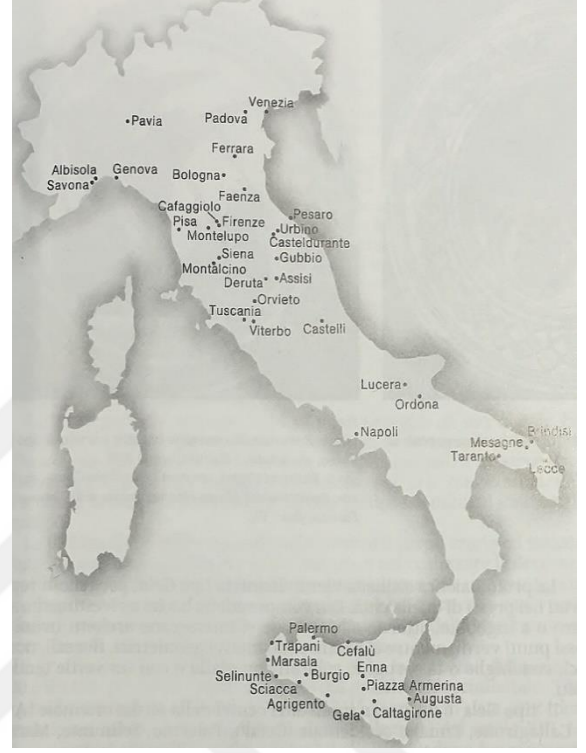 Venezia
Padova
Pavia
Ferrara
Albisola
Genova
Bologna
Savona
Faenza
Cafaggiolo
Pesaro
Pisa
Firenze
Urbino
Montelupo
Casteldurante
Siena
Gubbio
Montalcino
Deruta
Assisi
Orvieto
Tuscania
Viterbo
Castelli
Lucera
Ordona
Napoli
Brindisi
Mesagne
Taranto
Lecce
Palermo
Trapani
Cefalù
Marsala
Enna
Selinunte
Burgio
Piazza Armerina
Sciacca
Augusta
Agrigento
Gela
Caltagirone